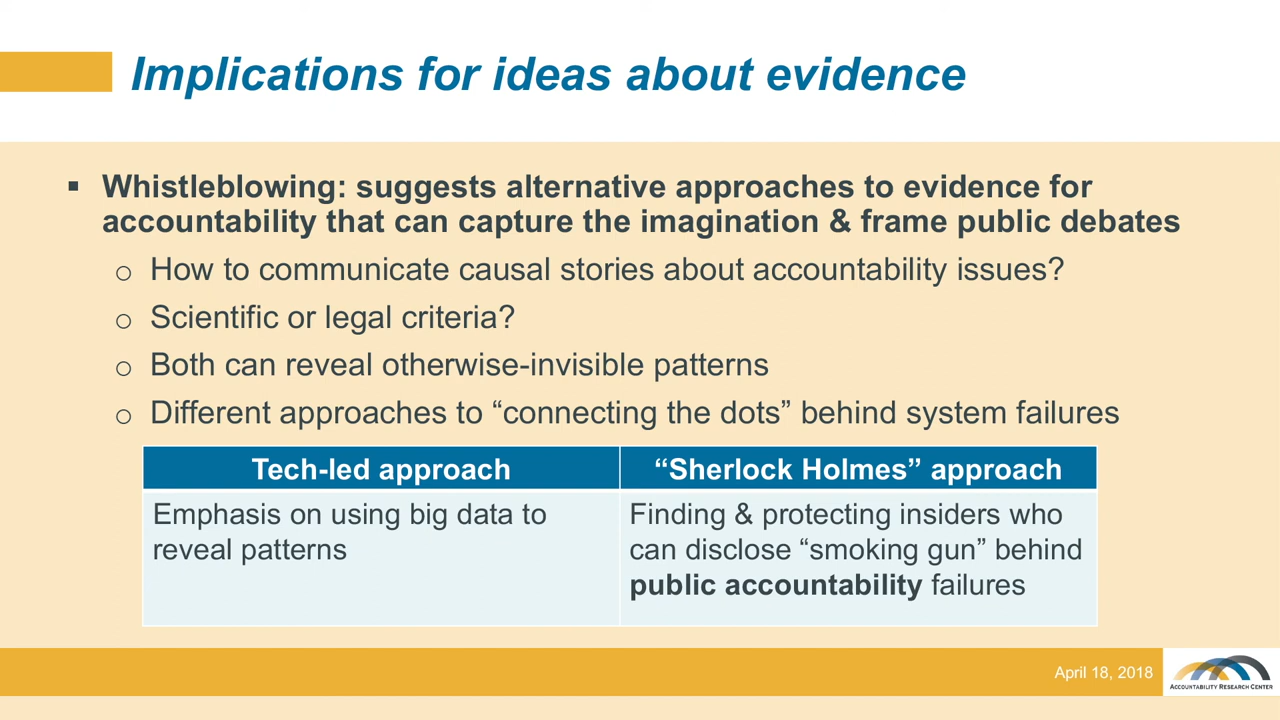 Implications for ideas about evidence
▪ Whistleblowing: suggests alternative approaches to evidence for
accountability that can capture the imagination & frame public debates
o How to communicate causal stories about accountability issues?
o Scientific or legal criteria?
o Both can reveal otherwise-invisible patterns
o Different approaches to “connecting the dots” behind system failures
Tech-led approach
Emphasis on using big data to
reveal patterns
“Sherlock Holmes” approach
Finding & protecting insiders who
can disclose “smoking gun” behind
public accountability failures
April 18, 2018
ACCOUNTABILITY RESEARCH CENTER